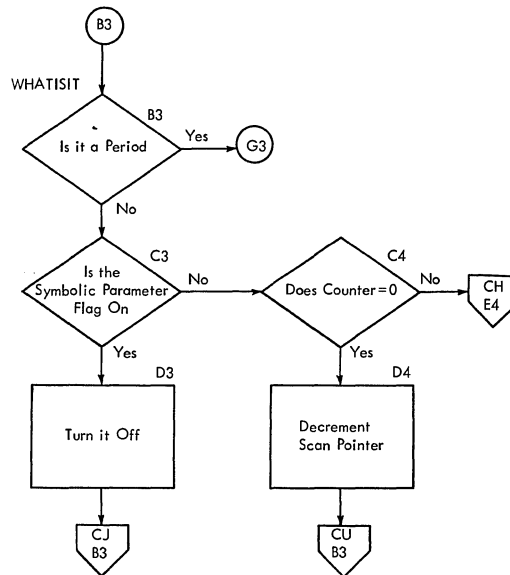 B3
WHATISIT
B3
Is it a Period
Yes
G3
No
C3
Is the
Symbolic Parameter
Flag On
No
C4
Does Counter=0
No
CH
E4
Yes
Yes
D3
Turn it Off
D4
Decrement
Scan Pointer
CJ
B3
CU
B3